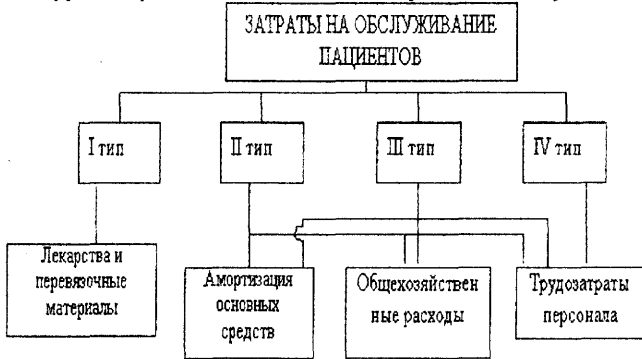 ЗАТРАТЫ НА ОБСЛУЖИВАНИЕ
ПАЦИЕНТОВ
I тип
II тип
III тип
IV тип
Лекарства и
перевязочные
материалы
Амортизация
основных
средств
Общехозяйствен
ные расходы
Трудозатраты
персонала